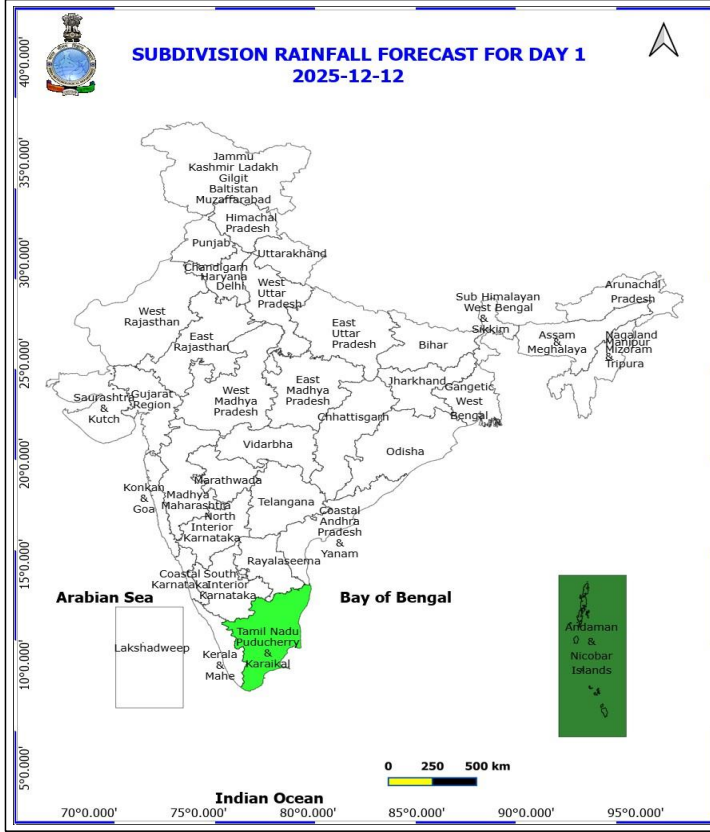 SUBDIVISION RAINFALL FORECAST FOR DAY 1
2025-12-12
40°0.000'
35°0.000'
30°0.000'
25°0.000'
20°0.000'
15°0.000'
10°0.000'
5°0.000'
Jammu
Kashmir Ladakh
Gilgit
Baltistan
Muzaffarabad
Himachal
Pradesh
Punjab
Uttarakhand
Chandigarh
Haryana
Delhi
West
Uttar
Pradesh
Arunachal
Pradesh
Sub Himalayan
West Bengal
&
Sikkim
West
Rajasthan
East
Rajasthan
East
Uttar
Pradesh
Bihar
Assam
&
Meghalaya
Nagaland
Manipur
Mizoram
&
Tripura
Saurashtra
&
Kutch
Gujarat
Region
West
Madhya
Pradesh
East
Madhya
Pradesh
Jharkhand
Gangetic
West
Bengal
Chhattisgarh
Vidarbha
Odisha
Konkan
&
Goa
Madhya
Maharashtra
Marathwada
Telangana
North
Interior
Karnataka
Coastal
Andhra
Pradesh
&
Yanam
Rayalaseema
Coastal
Karnataka
South
Interior
Karnataka
Arabian Sea
Bay of Bengal
Lakshadweep
Kerala
&
Mahe
Tamil Nadu
Puducherry
&
Karaikal
Andaman
&
Nicobar
Islands
0 250 500 km
Indian Ocean
70°0.000' 75°0.000' 80°0.000' 85°0.000' 90°0.000' 95°0.000'